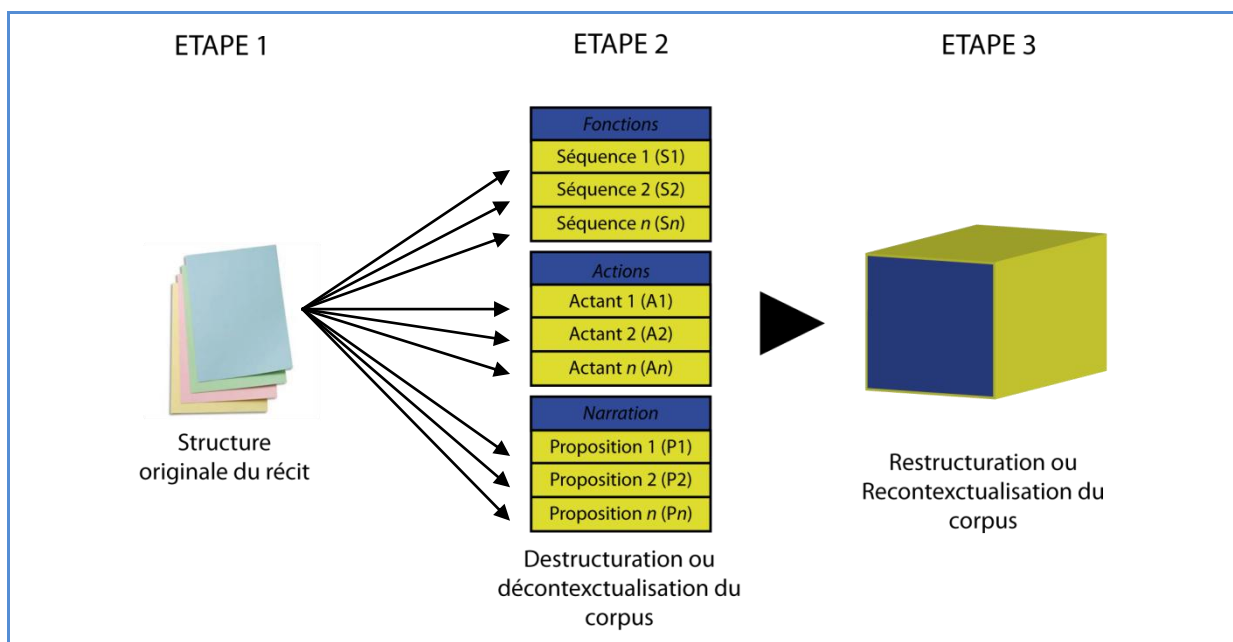 ETAPE 1
ETAPE 2
ETAPE 3
Structure
originale du récit
Fonctions
Séquence 1 (S1)
Séquence 2 (S2)
Séquence n (Sn)
Actions
Actant 1 (A1)
Actant 2 (A2)
Actant n (An)
Narration
Proposition 1 (P1)
Proposition 2 (P2)
Proposition n (Pn)
Destructuration ou
décontexctualisation du
corpus
Restructuration ou
Recontexctualisation du
corpus